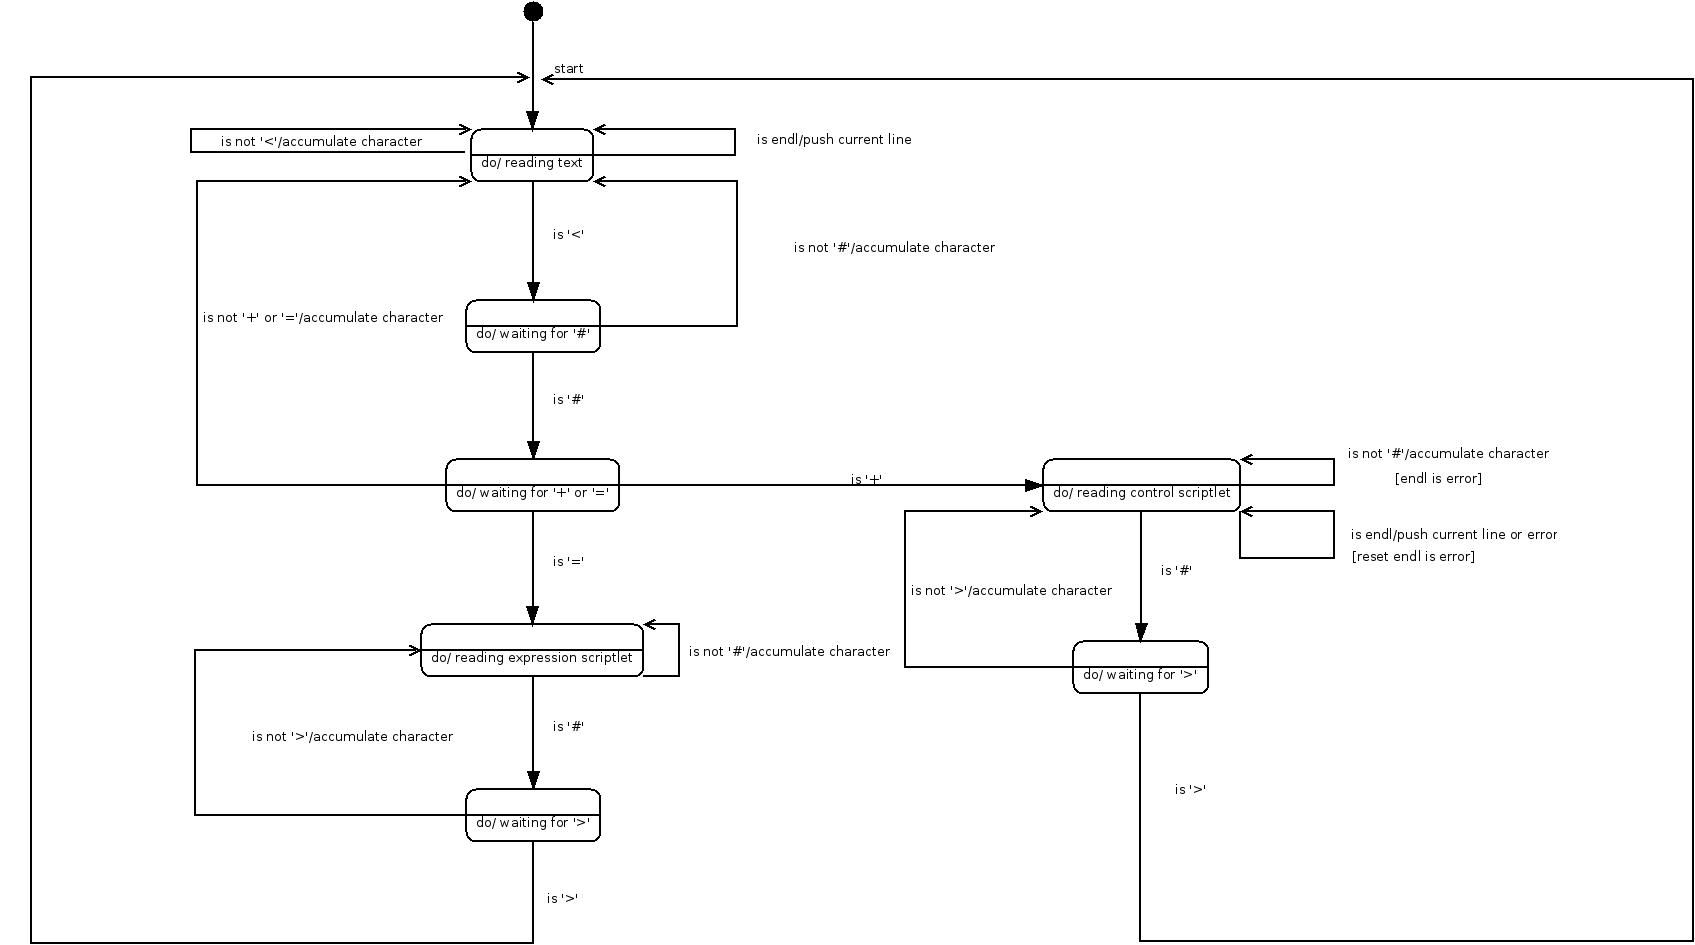 start
is not '<'/accumulate character
is endl/push current line
do/ reading text
is '<'
is not '#'/accumulate character
is not '+' or '='/accumulate character
do/ waiting for '#'
is '#'
is not '#'/accumulate character
[endl is error]
is '+'
do/ waiting for '+' or '='
do/ reading control scriptlet
is endl/push current line or error
[reset endl is error]
is '='
is '#'
is not '>'/accumulate character
is not '#'/accumulate character
do/ reading expression scriptlet
do/ waiting for '>'
is '#'
is not '>'/accumulate character
is '>'
do/ waiting for '>'
is '>'